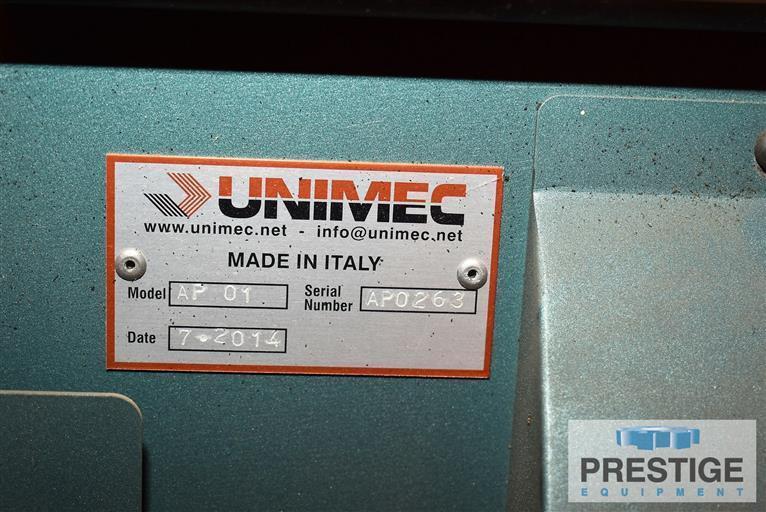 UNIMEC
www.unimec.net - info@unimec.net
MADE IN ITALY
Model AP 01 Serial Number AP0263
Date 7-2014
PRESTIGE
EQUIPMENT